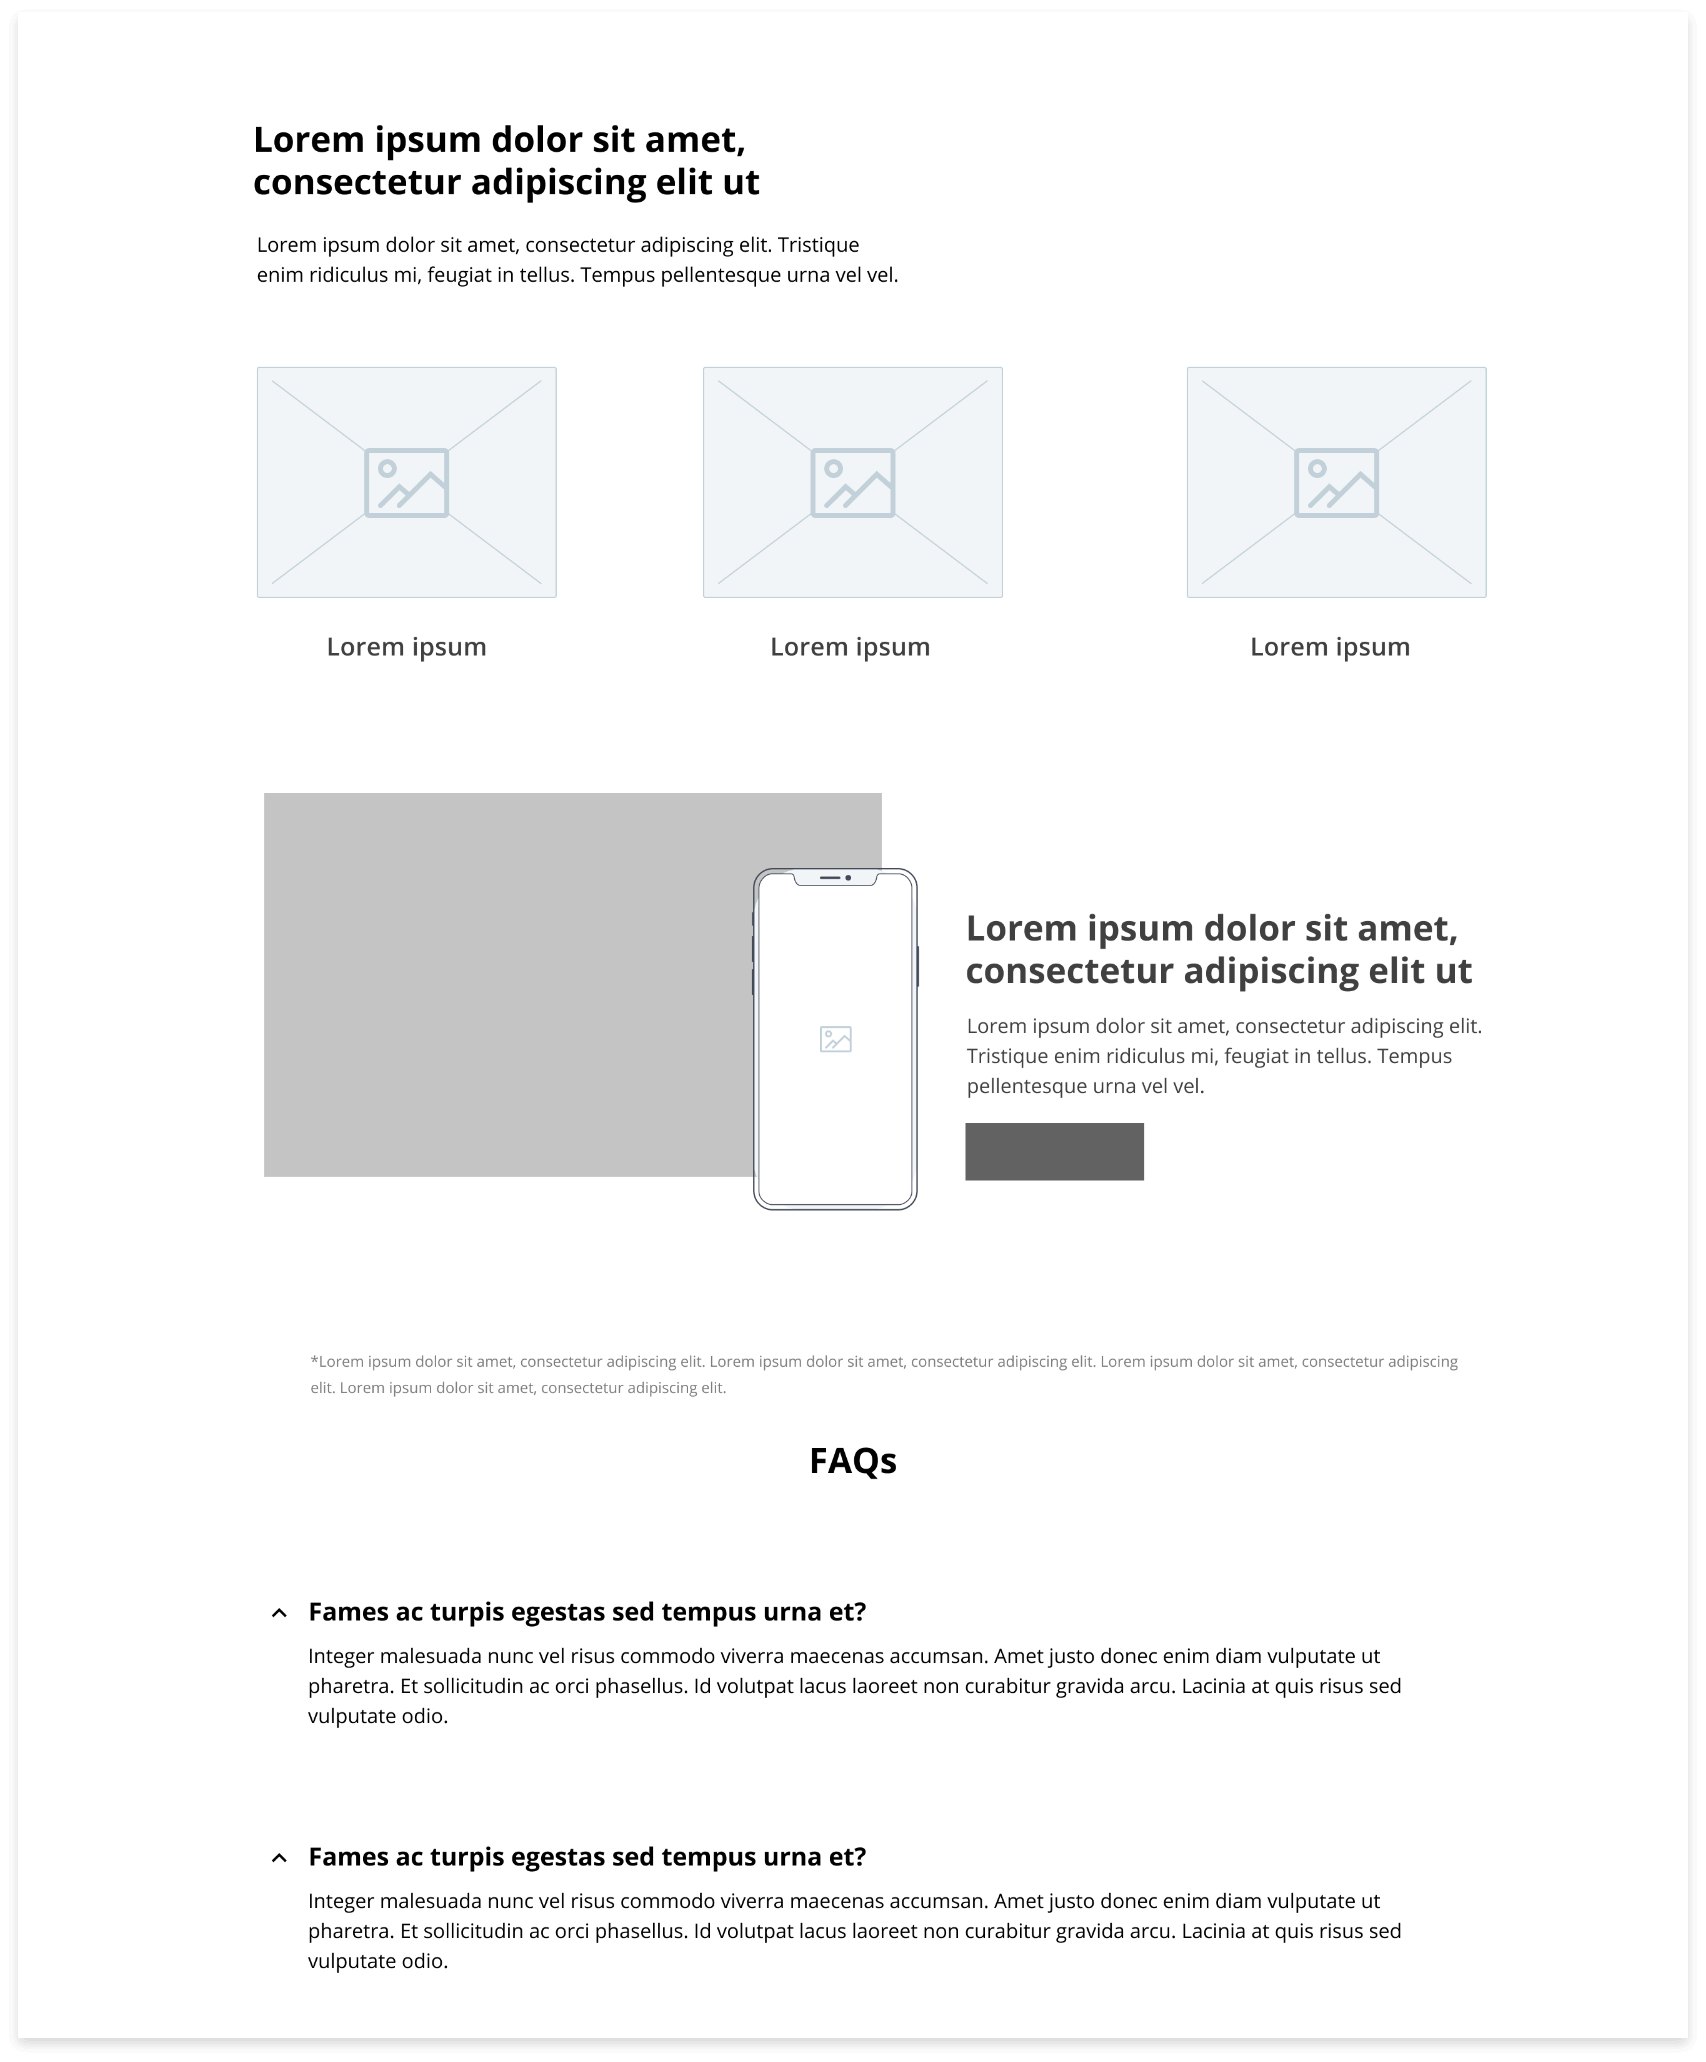 Lorem ipsum dolor sit amet,
consectetur adipiscing elit ut
Lorem ipsum dolor sit amet, consectetur adipiscing elit. Tristique
enim ridiculus mi, feugiat in tellus. Tempus pellentesque urna vel vel.
Lorem ipsum
Lorem ipsum
Lorem ipsum
Lorem ipsum dolor sit amet,
consectetur adipiscing elit ut
Lorem ipsum dolor sit amet, consectetur adipiscing elit.
Tristique enim ridiculus mi, feugiat in tellus. Tempus
pellentesque urna vel vel.
*Lorem ipsum dolor sit amet, consectetur adipiscing elit. Lorem ipsum dolor sit amet, consectetur adipiscing elit. Lorem ipsum dolor sit amet, consectetur adipiscing
elit. Lorem ipsum dolor sit amet, consectetur adipiscing elit.
FAQs
Fames ac turpis egestas sed tempus urna et?
Integer malesuada nunc vel risus commodo viverra maecenas accumsan. Amet justo donec enim diam vulputate ut
pharetra. Et sollicitudin ac orci phasellus. Id volutpat lacus laoreet non curabitur gravida arcu. Lacinia at quis risus sed
vulputate odio.
Fames ac turpis egestas sed tempus urna et?
Integer malesuada nunc vel risus commodo viverra maecenas accumsan. Amet justo donec enim diam vulputate ut
pharetra. Et sollicitudin ac orci phasellus. Id volutpat lacus laoreet non curabitur gravida arcu. Lacinia at quis risus sed
vulputate odio.